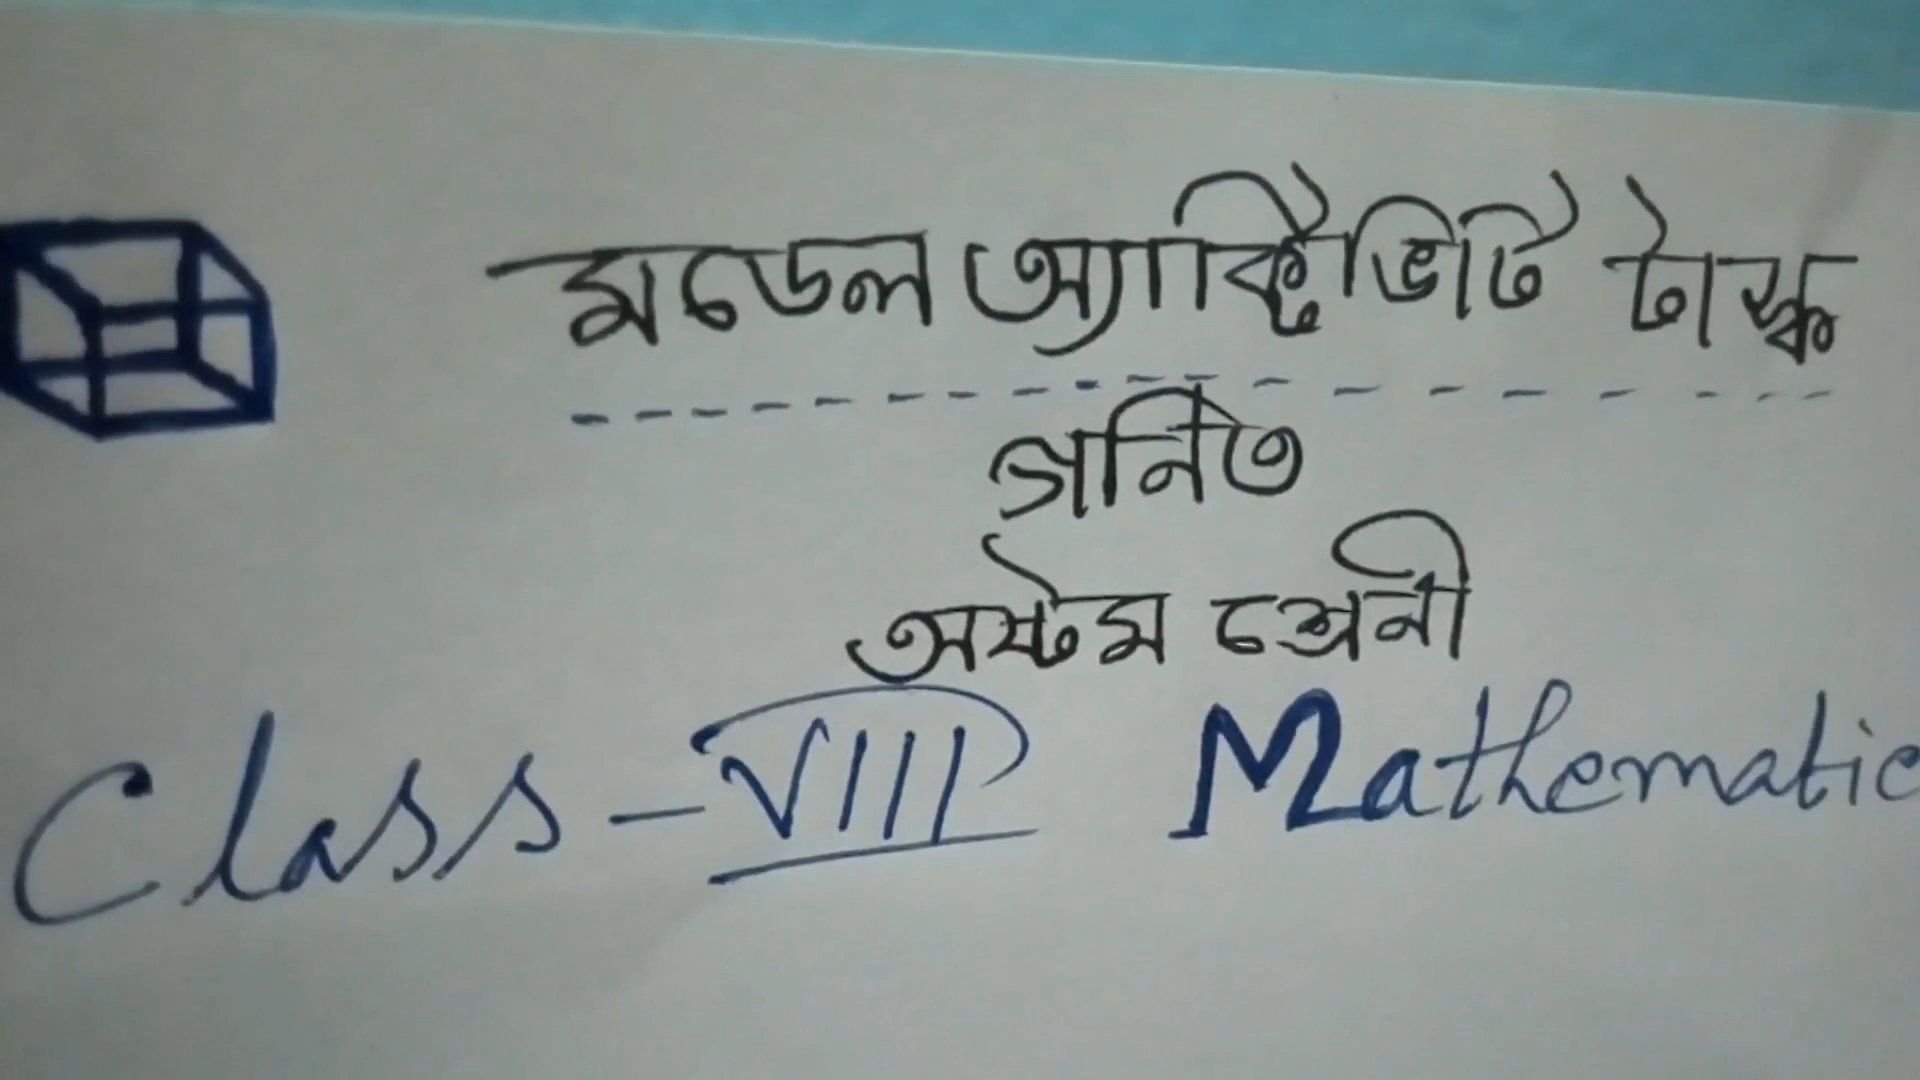 মডেল অ্যাক্টিভিটি টাস্ক
গনিত
অষ্টম শ্রেনী
Class - VIII Mathematic